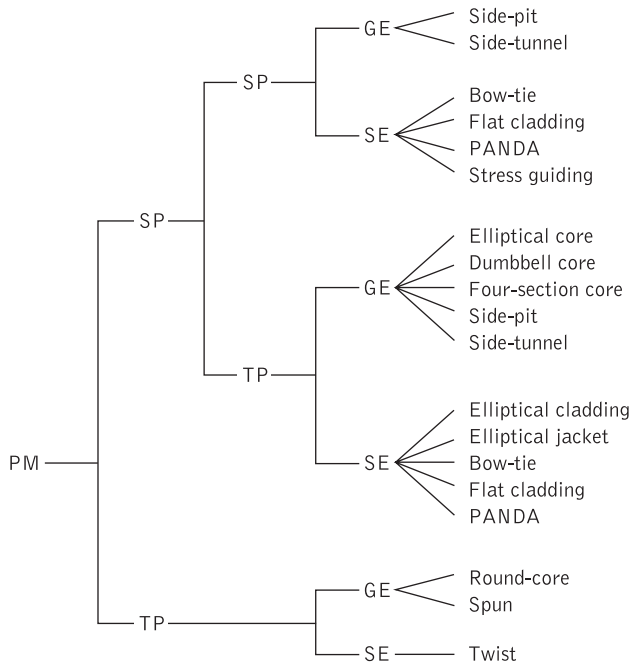 Side-pit
GE
Side-tunnel
SP
Bow-tie
Flat cladding
SE
PANDA
Stress guiding
SP
Elliptical core
Dumbbell core
GE
Four-section core
Side-pit
Side-tunnel
TP
Elliptical cladding
Elliptical jacket
PM
SE
Bow-tie
Flat cladding
PANDA
Round-core
GE
Spun
TP
SE
Twist